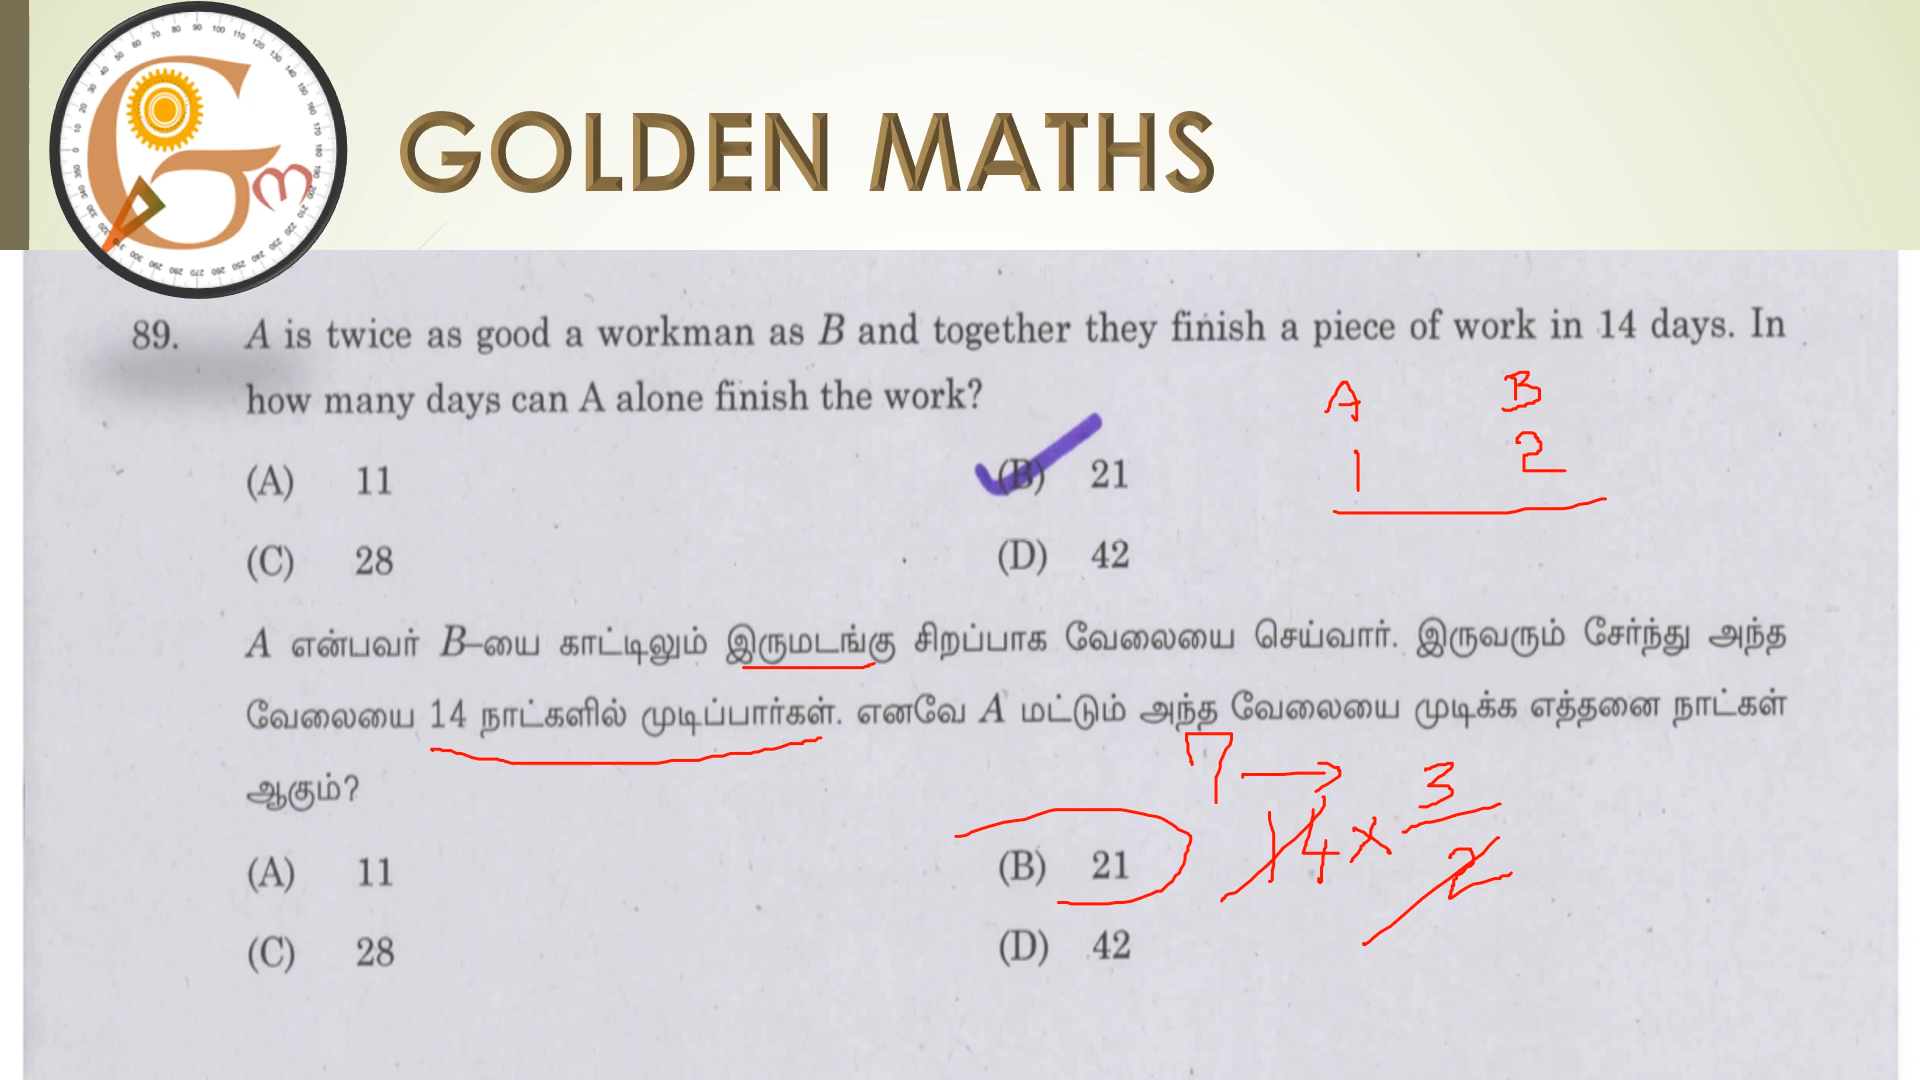 GOLDEN MATHS
89. A is twice as good a workman as B and together they finish a piece of work in 14 days. In
how many days can A alone finish the work?
A B
1 2
(A) 11 (B) 21
(C) 28 (D) 42
A என்பவர் B–யை காட்டிலும் இருமடங்கு சிறப்பாக வேலையை செய்வார். இருவரும் சேர்ந்து அந்த
வேலையை 14 நாட்களில் முடிப்பார்கள். எனவே A மட்டும் அந்த வேலையை முடிக்க எத்தனை நாட்கள்
ஆகும்?
7 → 14 × 3/2
(A) 11 (B) 21
(C) 28 (D) 42